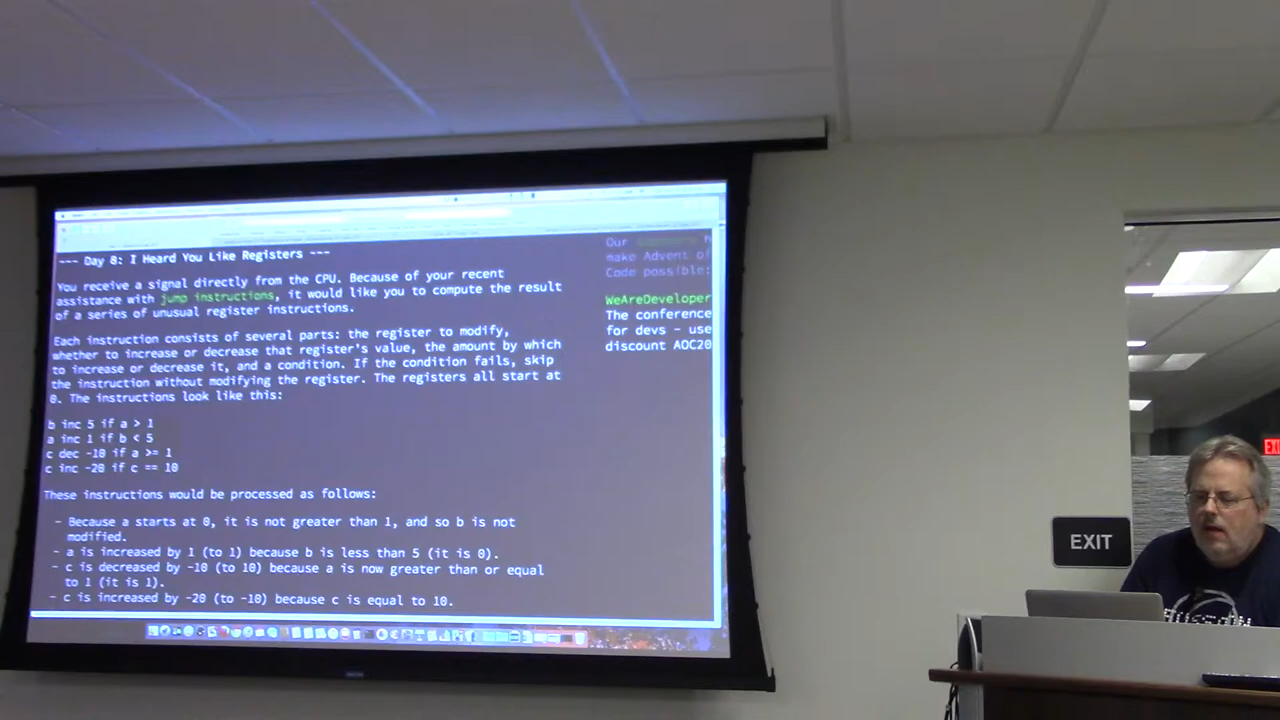 --- Day 8: I Heard You Like Registers ---
You receive a signal directly from the CPU. Because of your recent
assistance with jump instructions, it would like you to compute the result
of a series of unusual register instructions.
Each instruction consists of several parts: the register to modify,
whether to increase or decrease that register's value, the amount by which
to increase or decrease it, and a condition. If the condition fails, skip
the instruction without modifying the register. The registers all start at
0. The instructions look like this:
b inc 5 if a > 1
a inc 1 if b < 5
c dec -10 if a >= 1
c inc -20 if c == 10
These instructions would be processed as follows:
- Because a starts at 0, it is not greater than 1, and so b is not
modified.
- a is increased by 1 (to 1) because b is less than 5 (it is 0).
- c is decreased by -10 (to 10) because a is now greater than or equal
to 1 (it is 1).
- c is increased by -20 (to -10) because c is equal to 10.
Our h
make Advent of
Code possible:
WeAreDeveloper
The conference
for devs - use
discount AOC20
EXIT
EXI